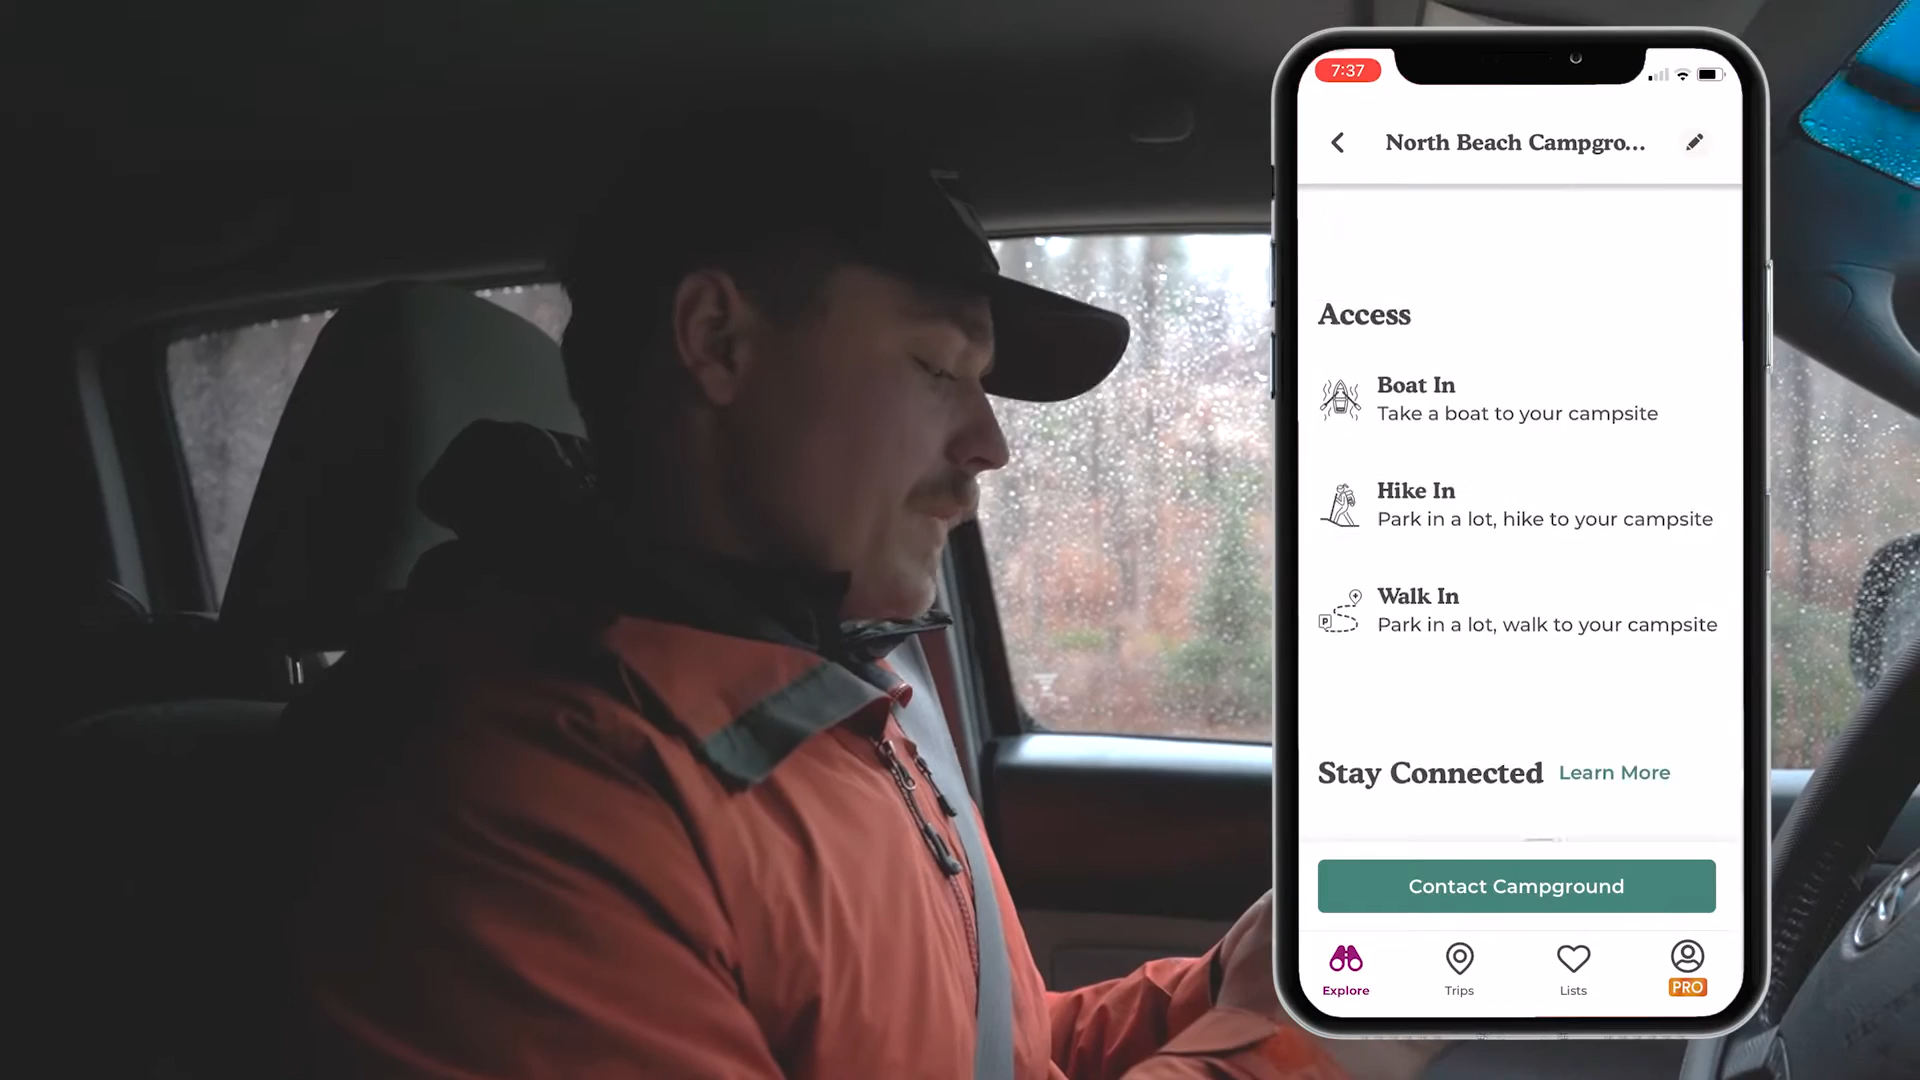 7:37
North Beach Campgro...
Access
Boat In
Take a boat to your campsite
Hike In
Park in a lot, hike to your campsite
P
Walk In
Park in a lot, walk to your campsite
Stay Connected Learn More
Contact Campground
Explore
Trips
Lists
PRO